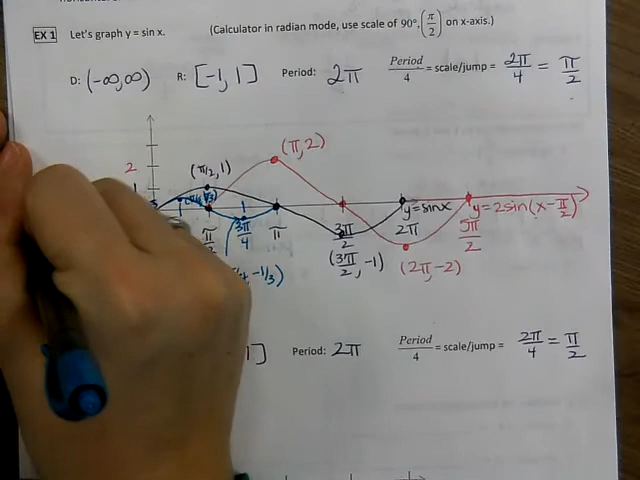 EX 1 Let's graph y = sin x. (Calculator in radian mode, use scale of 90°, (π/2) on x-axis.)
D: (-∞,∞) R: [-1, 1] Period: 2π Period/4 = scale/jump = 2π/4 = π/2
(π,2)
2 (π/2, 1)
1
y=sinx y=2sin(x-π/2)
π/2 3π/4 π 3π/2 2π 5π/2
-1/3) (3π/2, -1) (2π, -2)
1] Period: 2π Period/4 = scale/jump = 2π/4 = π/2